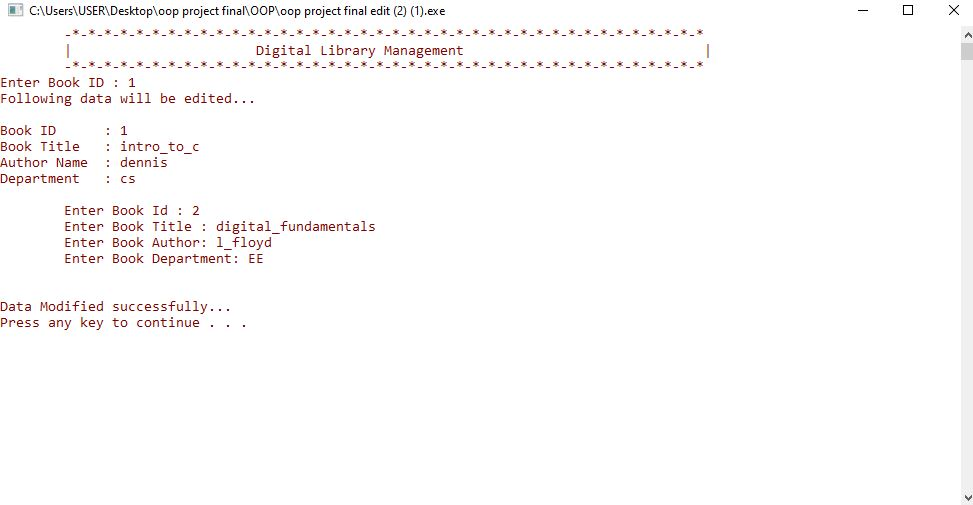 C:\Users\USER\Desktop\oop project final\OOP\oop project final edit (2) (1).exe
-*-*-*-*-*-*-*-*-*-*-*-*-*-*-*-*-*-*-*-*-*-*-*-*-*-*-*-*-*-*-*-*-*-*-*-*-*-*-*-*
|                       Digital Library Management                              |
-*-*-*-*-*-*-*-*-*-*-*-*-*-*-*-*-*-*-*-*-*-*-*-*-*-*-*-*-*-*-*-*-*-*-*-*-*-*-*-*
Enter Book ID : 1
Following data will be edited...
Book ID      : 1
Book Title   : intro_to_c
Author Name  : dennis
Department   : cs
Enter Book Id : 2
Enter Book Title : digital_fundamentals
Enter Book Author: l_floyd
Enter Book Department: EE
Data Modified successfully...
Press any key to continue . . .